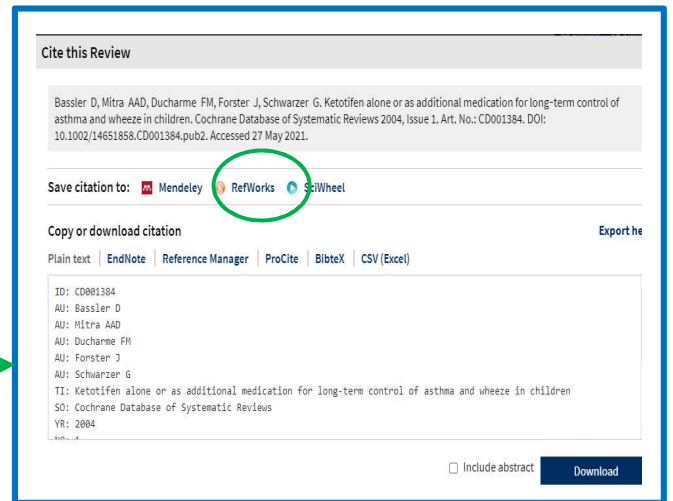 Cite this Review
Bassler D, Mitra AAD, Ducharme FM, Forster J, Schwarzer G. Ketotifen alone or as additional medication for long-term control of
asthma and wheeze in children. Cochrane Database of Systematic Reviews 2004, Issue 1. Art. No.: CD001384. DOI:
10.1002/14651858.CD001384.pub2. Accessed 27 May 2021.
Save citation to: Mendeley RefWorks SciWheel
Copy or download citation Export he
Plain text | EndNote | Reference Manager | ProCite | BibteX | CSV (Excel)
ID: CD001384
AU: Bassler D
AU: Mitra AAD
AU: Ducharme FM
AU: Forster J
AU: Schwarzer G
TI: Ketotifen alone or as additional medication for long-term control of asthma and wheeze in children
SO: Cochrane Database of Systematic Reviews
YR: 2004
Include abstract Download